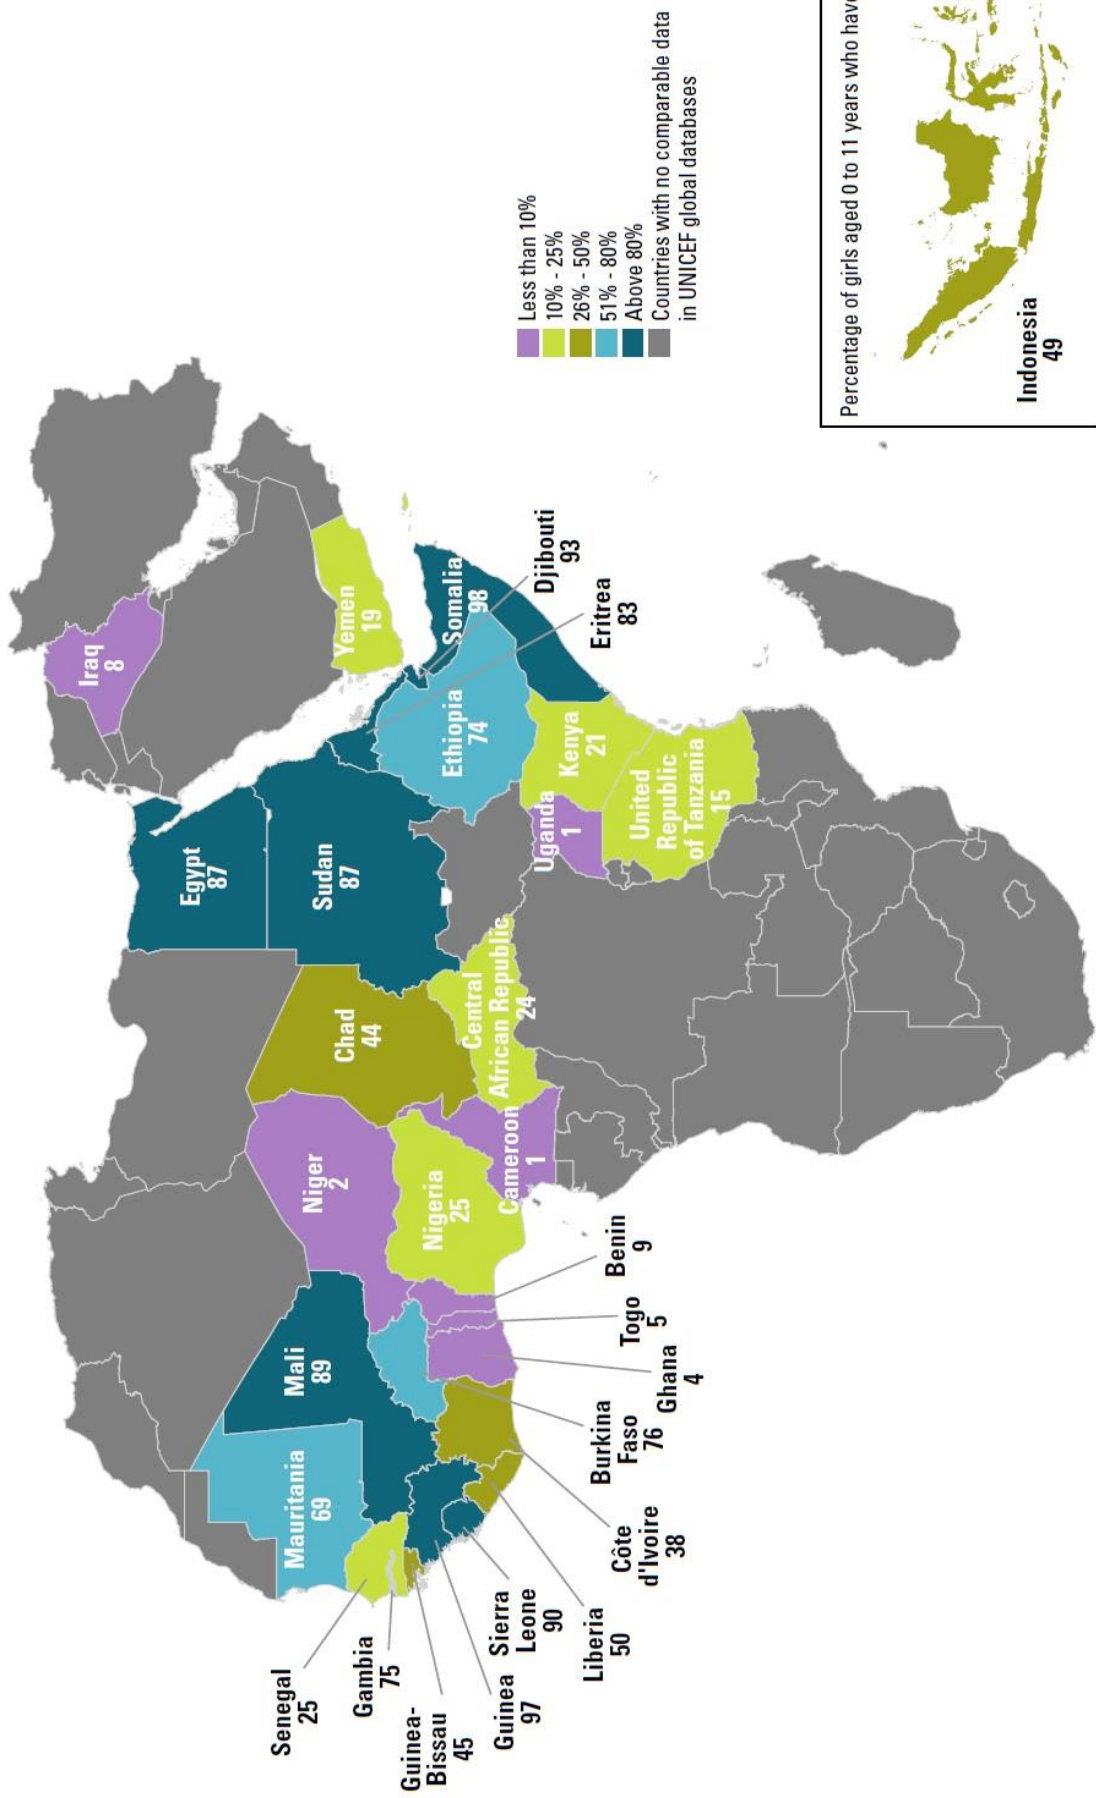 Iraq
8
Yemen
19
Egypt
87
Sudan
87
Somalia
98
Djibouti
93
Eritrea
83
Ethiopia
74
Kenya
21
Uganda
1
United
Republic
of Tanzania
15
Chad
44
Central
African Republic
24
Niger
2
Nigeria
25
Cameroon
1
Mali
89
Mauritania
69
Benin
9
Togo
5
Ghana
4
Burkina
Faso
76
Côte
d'Ivoire
38
Liberia
50
Sierra
Leone
90
Guinea
97
Guinea-
Bissau
45
Gambia
75
Senegal
25
Less than 10%
10% - 25%
26% - 50%
51% - 80%
Above 80%
Countries with no comparable data
in UNICEF global databases
Percentage of girls aged 0 to 11 years who have
Indonesia
49